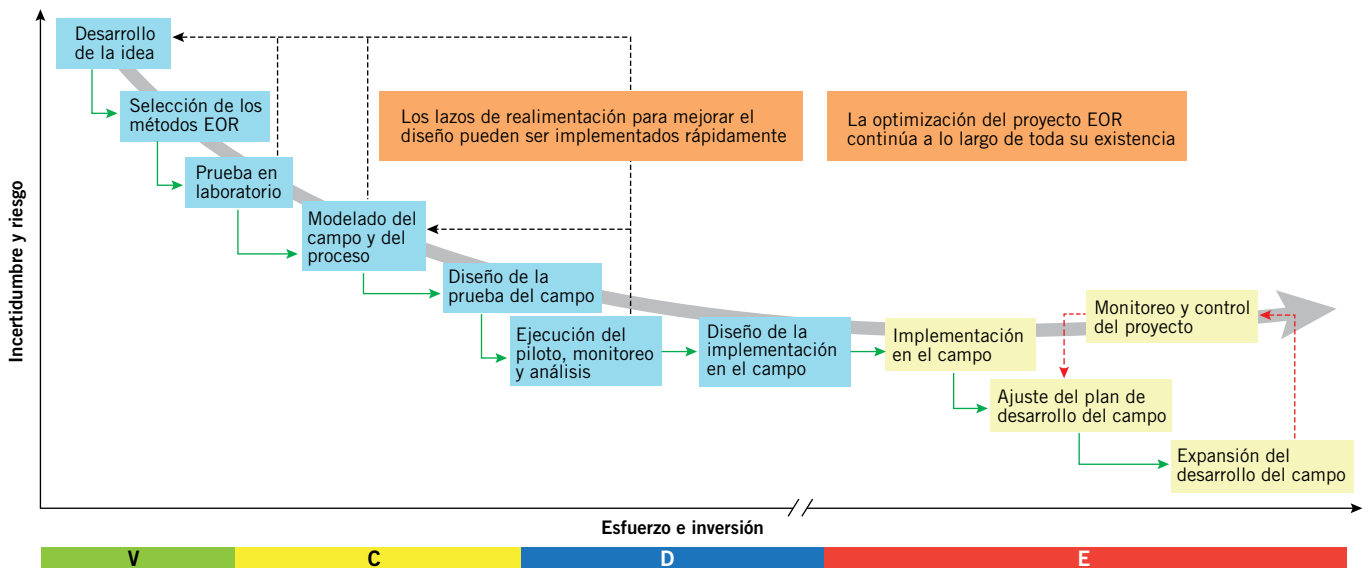 Desarrollo
de la idea
Selección de los
métodos EOR
Los lazos de realimentación para mejorar el
diseño pueden ser implementados rápidamente
La optimización del proyecto EOR
continúa a lo largo de toda su existencia
Prueba en
laboratorio
Modelado del
campo y del
proceso
Diseño de la
prueba del campo
Ejecución del
piloto, monitoreo
y análisis
Diseño de la
implementación
en el campo
Implementación
en el campo
Monitoreo y control
del proyecto
Ajuste del plan de
desarrollo del campo
Expansión del
desarrollo del campo
Incertidumbre y riesgo
Esfuerzo e inversión
V
C
D
E